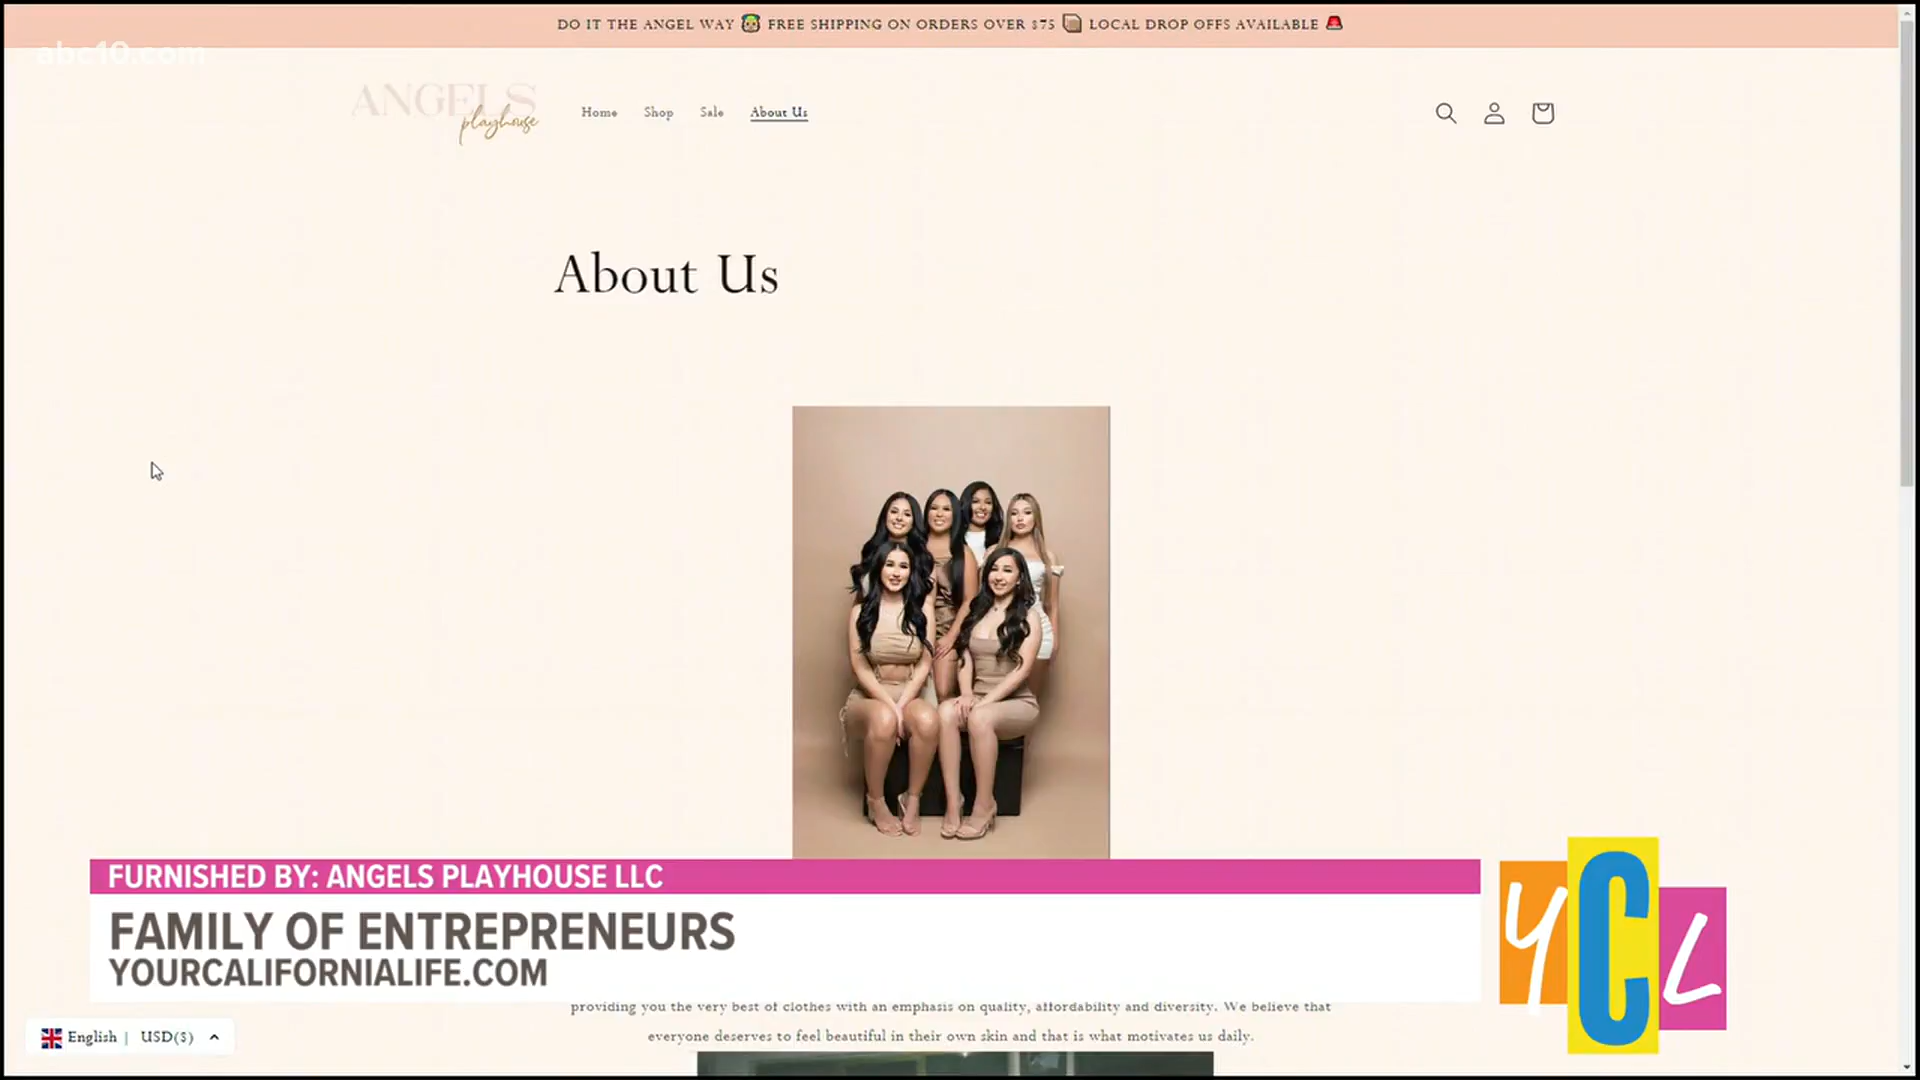 DO IT THE ANGEL WAY FREE SHIPPING ON ORDERS OVER $75 LOCAL DROP OFFS AVAILABLE
abc10.com
ANGELS
playhouse
Home Shop Sale About Us
About Us
FURNISHED BY: ANGELS PLAYHOUSE LLC
FAMILY OF ENTREPRENEURS
YOURCALIFORNIALIFE.COM
YCL
providing you the very best of clothes with an emphasis on quality, affordability and diversity. We believe that
everyone deserves to feel beautiful in their own skin and that is what motivates us daily.
English | USD($)